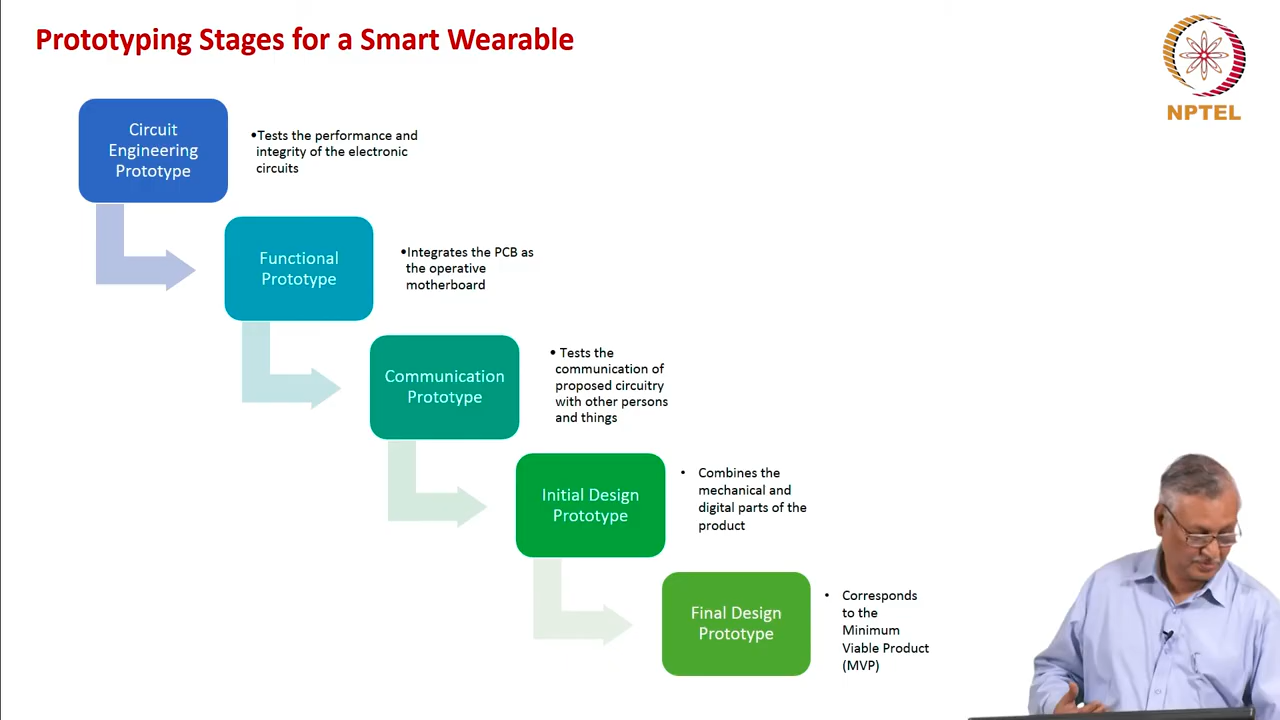 Prototyping Stages for a Smart Wearable
NPTEL
Circuit
Engineering
Prototype
•Tests the performance and
integrity of the electronic
circuits
Functional
Prototype
•Integrates the PCB as
the operative
motherboard
Communication
Prototype
• Tests the
communication of
proposed circuitry
with other persons
and things
Initial Design
Prototype
• Combines the
mechanical and
digital parts of the
product
Final Design
Prototype
• Corresponds
to the
Minimum
Viable Product
(MVP)